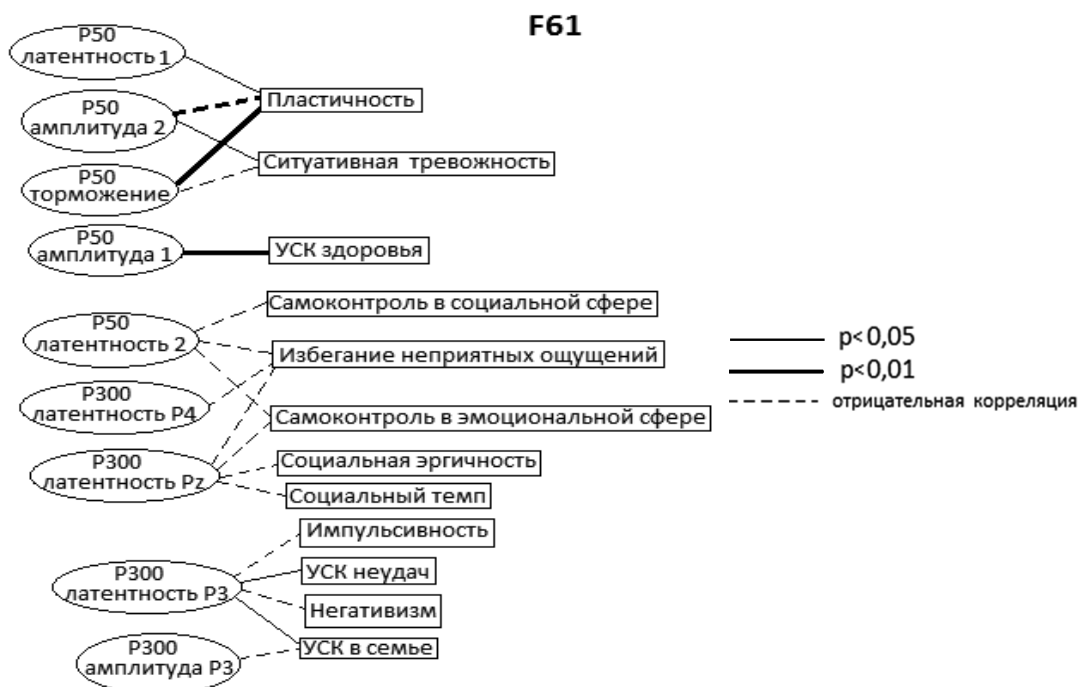 F61
P50
латентность 1
P50
амплитуда 2
P50
торможение
P50
амплитуда 1
P50
латентность 2
P300
латентность P4
P300
латентность Pz
P300
латентность P3
P300
амплитуда P3
Пластичность
Ситуативная тревожность
УСК здоровья
Самоконтроль в социальной сфере
Избегание неприятных ощущений
Самоконтроль в эмоциональной сфере
Социальная эргичность
Социальный темп
Импульсивность
УСК неудач
Негативизм
УСК в семье
p<0,05
p<0,01
отрицательная корреляция